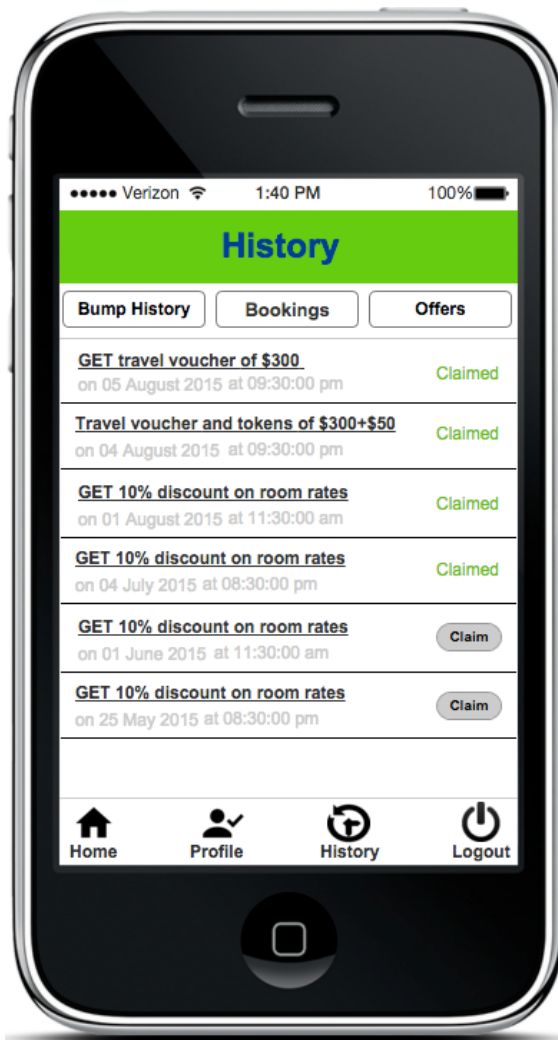 Verizon 1:40 PM 100%
History
Bump History Bookings Offers
GET travel voucher of $300
on 05 August 2015 at 09:30:00 pm
Claimed
Travel voucher and tokens of $300+$50
on 04 August 2015 at 09:30:00 pm
Claimed
GET 10% discount on room rates
on 01 August 2015 at 11:30:00 am
Claimed
GET 10% discount on room rates
on 04 July 2015 at 08:30:00 pm
Claimed
GET 10% discount on room rates
on 01 June 2015 at 11:30:00 am
Claim
GET 10% discount on room rates
on 25 May 2015 at 08:30:00 pm
Claim
Home Profile History Logout